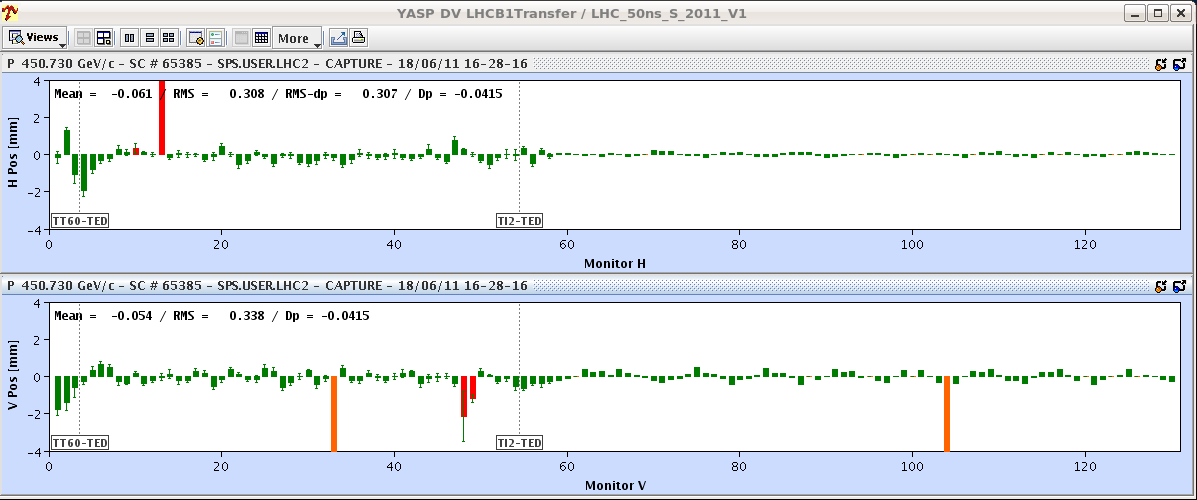 YASP DV LHCB1Transfer / LHC_50ns_S_2011_V1
Views More
P 450.730 GeV/c - SC # 65385 - SPS.USER.LHC2 - CAPTURE - 18/06/11 16-28-16
Mean = -0.061 / RMS = 0.308 / RMS-dp = 0.307 / Dp = -0.0415
H Pos [mm]
4
2
0
-2
-4
TT60-TED TI2-TED
0 20 40 60 80 100 120
Monitor H
P 450.730 GeV/c - SC # 65385 - SPS.USER.LHC2 - CAPTURE - 18/06/11 16-28-16
Mean = -0.054 / RMS = 0.338 / Dp = -0.0415
V Pos [mm]
4
2
0
-2
-4
TT60-TED TI2-TED
0 20 40 60 80 100 120
Monitor V